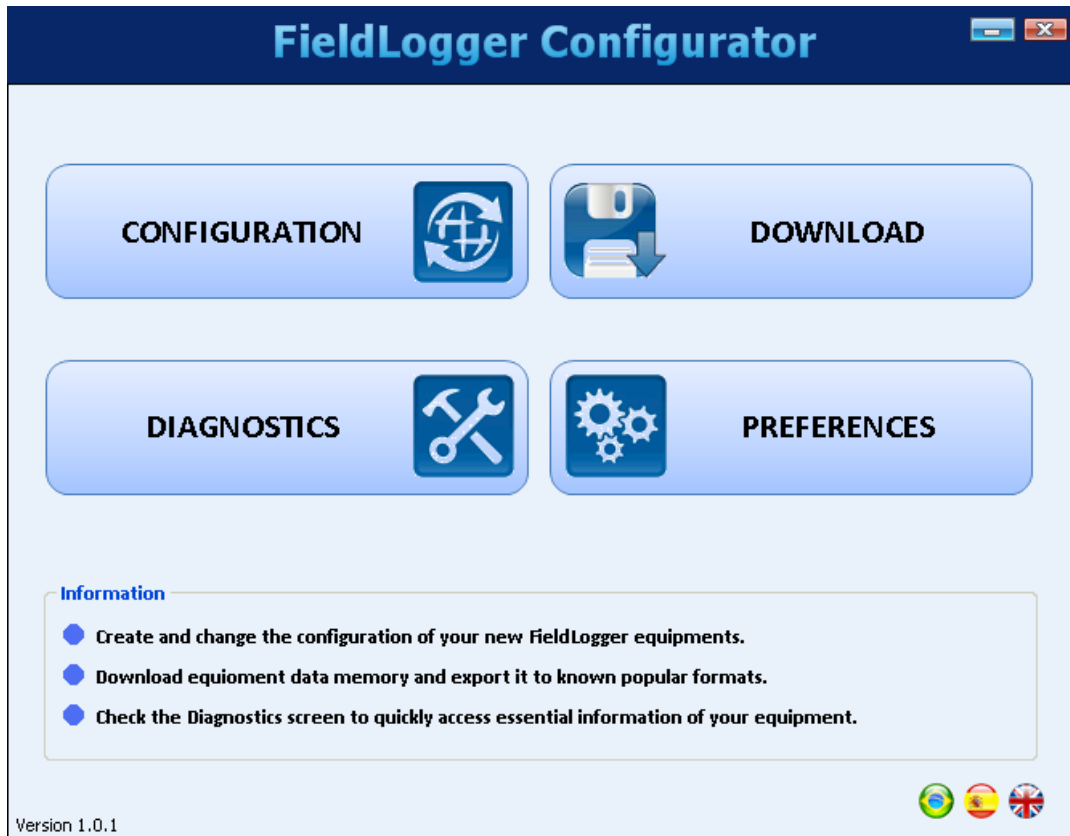 FieldLogger Configurator
CONFIGURATION
DOWNLOAD
DIAGNOSTICS
PREFERENCES
Information
Create and change the configuration of your new FieldLogger equipments.
Download equioment data memory and export it to known popular formats.
Check the Diagnostics screen to quickly access essential information of your equipment.
Version 1.0.1